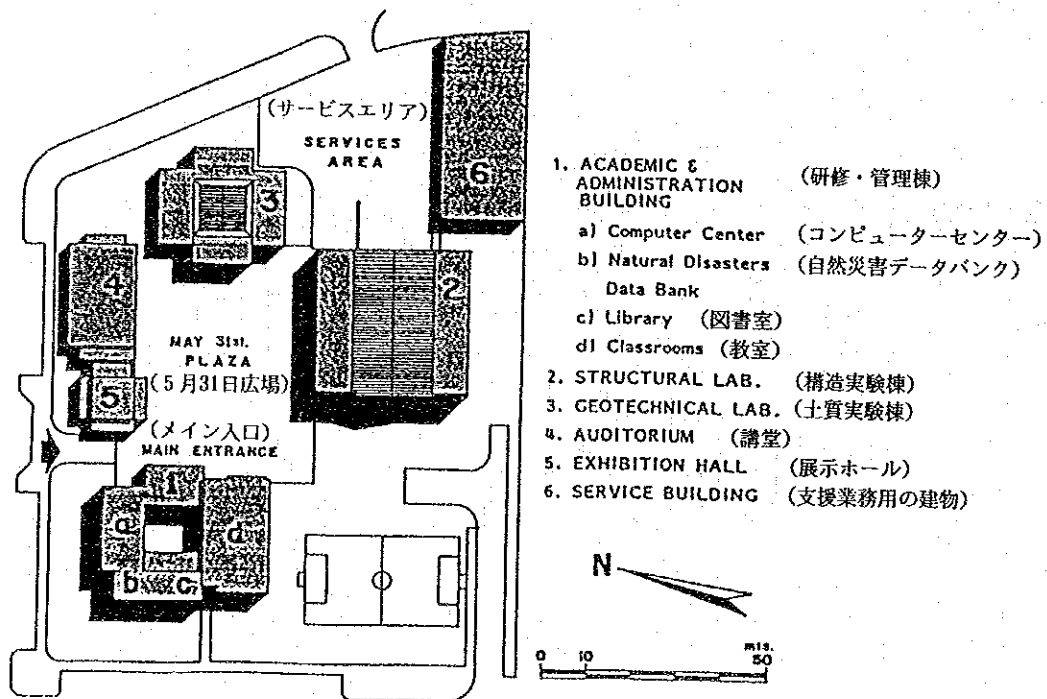 (サービスエリア)
SERVICES
AREA
6
3
4
2
MAY 31st.
PLAZA
(5月31日広場)
5
(メイン入口)
MAIN ENTRANCE
1
a
d
b
c
1. ACADEMIC & ADMINISTRATION BUILDING (研修・管理棟)
a) Computer Center (コンピューターセンター)
b) Natural Disasters (自然災害データバンク)
Data Bank
c) Library (図書室)
d) Classrooms (教室)
2. STRUCTURAL LAB. (構造実験棟)
3. GEOTECHNICAL LAB. (土質実験棟)
4. AUDITORIUM (講堂)
5. EXHIBITION HALL (展示ホール)
6. SERVICE BUILDING (支援業務用の建物)
N
mts.
0 10 50